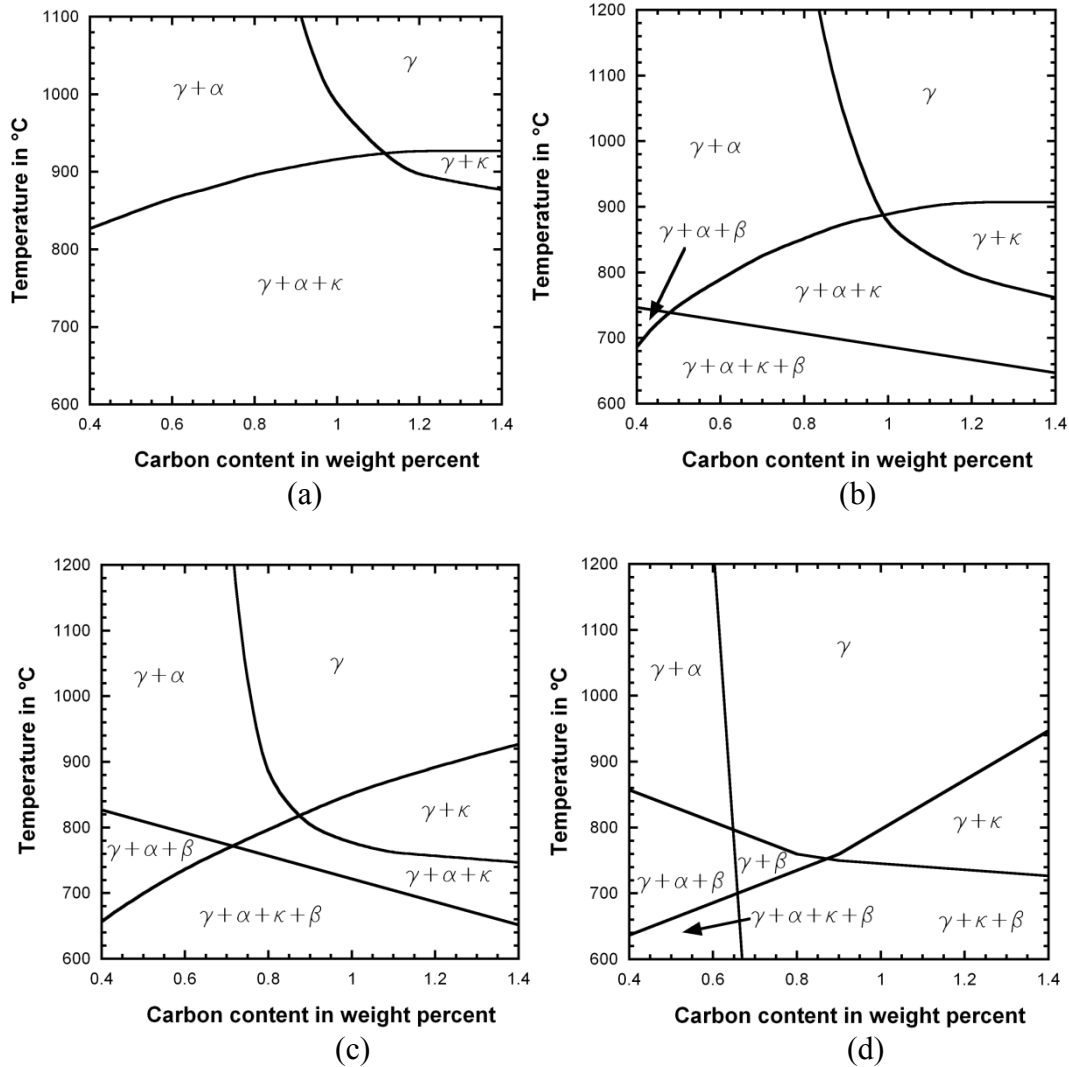 1100
1000
900
800
700
600
0.4 0.6 0.8 1 1.2 1.4
Temperature in °C
Carbon content in weight percent
γ+α
γ
γ+κ
γ+α+κ
(a)
1200
1100
1000
900
800
700
600
0.4 0.6 0.8 1 1.2 1.4
Temperature in °C
Carbon content in weight percent
γ
γ+α
γ+α+β
γ+κ
γ+α+κ
γ+α+κ+β
(b)
1200
1100
1000
900
800
700
600
0.4 0.6 0.8 1 1.2 1.4
Temperature in °C
Carbon content in weight percent
γ+α
γ
γ+κ
γ+α+β
γ+α+κ
γ+α+κ+β
(c)
1200
1100
1000
900
800
700
600
0.4 0.6 0.8 1 1.2 1.4
Temperature in °C
Carbon content in weight percent
γ
γ+α
γ+κ
γ+β
γ+α+β
γ+α+κ+β
γ+κ+β
(d)